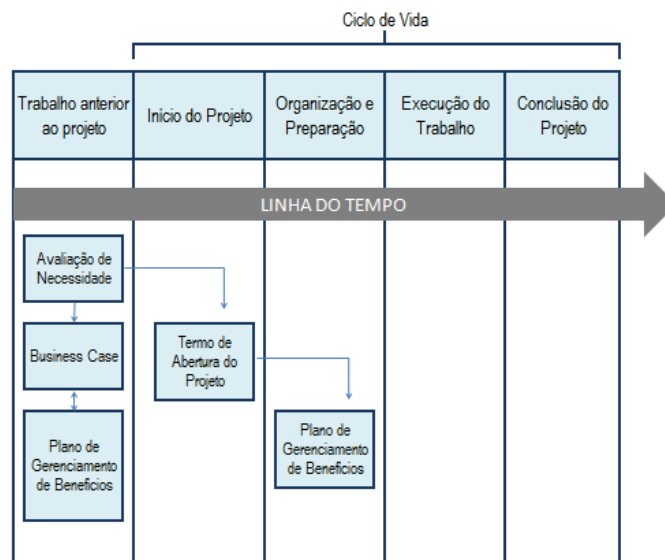 Ciclo de Vida
Trabalho anterior
ao projeto
Início do Projeto
Organização e
Preparação
Execução do
Trabalho
Conclusão do
Projeto
LINHA DO TEMPO
Avaliação de
Necessidade
Business Case
Plano de
Gerenciamento
de Benefícios
Termo de
Abertura do
Projeto
Plano de
Gerenciamento
de Benefícios